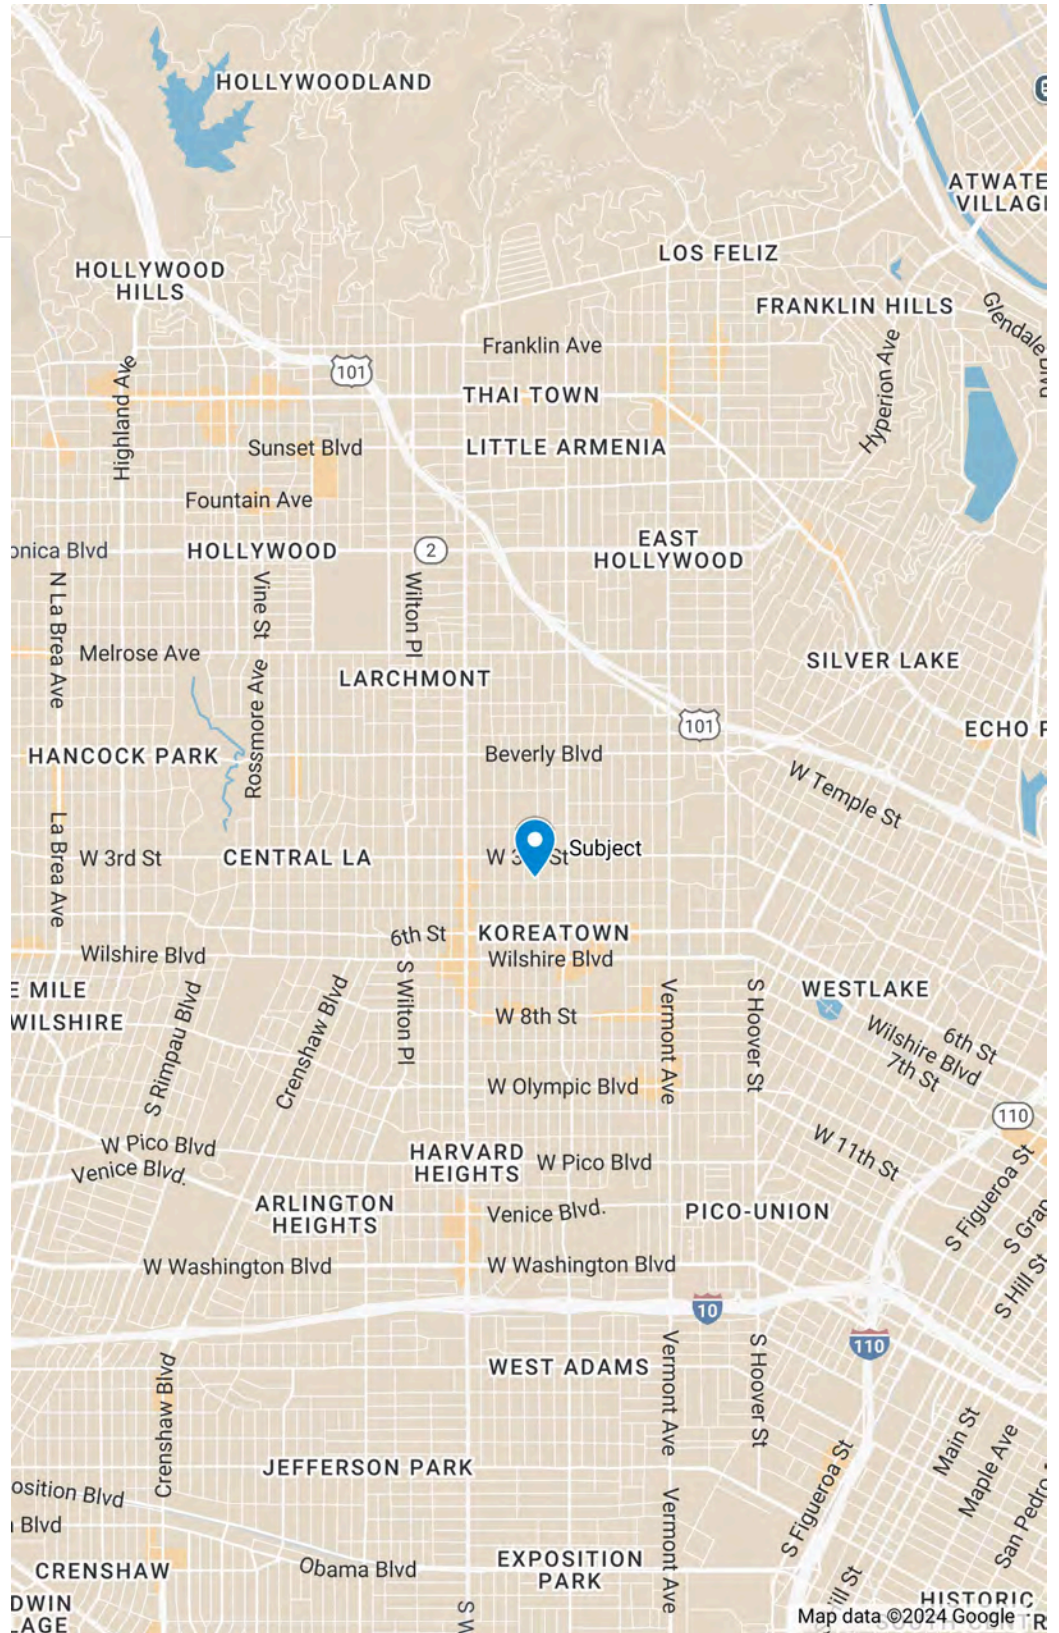 HOLLYWOODLAND
ATWATE
VILLAGE
LOS FELIZ
HOLLYWOOD
HILLS
FRANKLIN HILLS
Glendale
Franklin Ave
101
Highland Ave
Hyperion Ave
THAI TOWN
Sunset Blvd
LITTLE ARMENIA
Fountain Ave
onica Blvd
HOLLYWOOD
2
EAST
HOLLYWOOD
N La Brea Ave
Vine St
Wilton Pl
Melrose Ave
SILVER LAKE
LARCHMONT
Rossmore Ave
101
ECHO P
HANCOCK PARK
Beverly Blvd
W Temple St
La Brea Ave
W 3rd St
CENTRAL LA
W 3
St
Subject
6th St
KOREATOWN
Wilshire Blvd
Wilshire Blvd
E MILE
WILSHIRE
S Rimpau Blvd
Crenshaw Blvd
S Wilton Pl
W 8th St
Vermont Ave
S Hoover St
WESTLAKE
6th St
Wilshire Blvd
7th St
W Olympic Blvd
110
W Pico Blvd
Venice Blvd.
HARVARD
HEIGHTS
W Pico Blvd
W 11th St
S Figueroa St
ARLINGTON
HEIGHTS
Venice Blvd.
PICO-UNION
S Gran
S Hill St
W Washington Blvd
W Washington Blvd
10
110
WEST ADAMS
Vermont Ave
S Hoover St
Crenshaw Blvd
Main St
Maple Ave
San Pedro
JEFFERSON PARK
S Figueroa St
osition Blvd
Blvd
Vermont Ave
CRENSHAW
Obama Blvd
EXPOSITION
PARK
DWIN
LAGE
S W
ill St
HISTORIC
Map data ©2024 Google